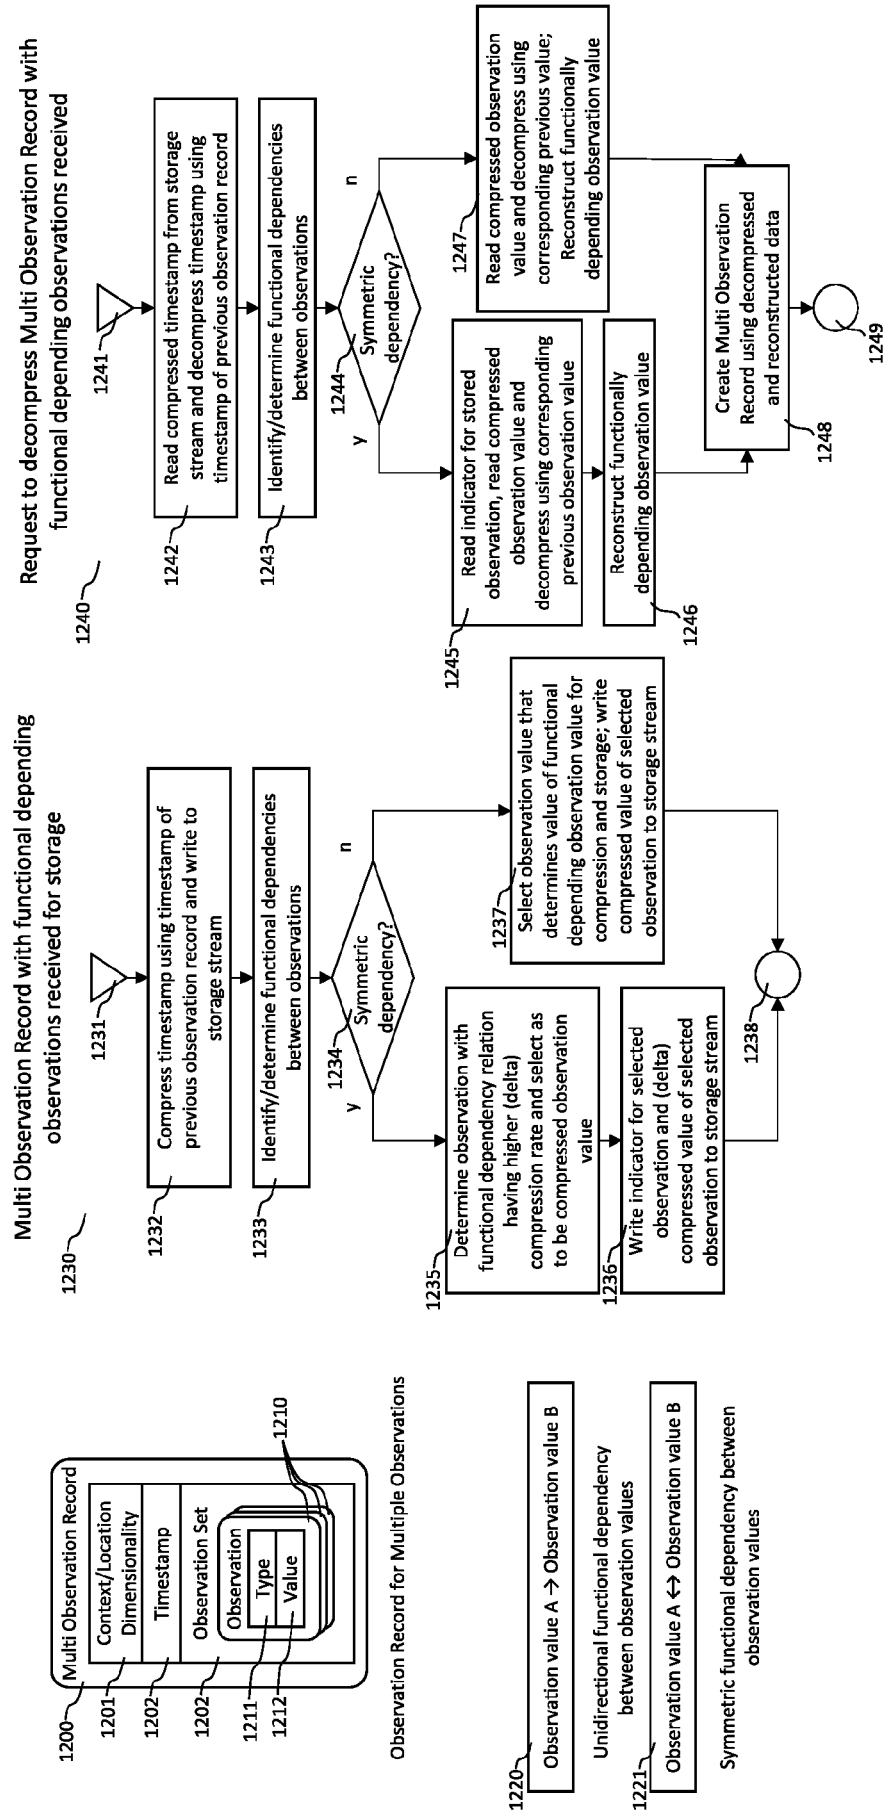 Multi Observation Record
1200
Context/Location
Dimensionality
1201
Timestamp
1202
Observation Set
1202
Observation
Type
1211
Value
1212
1210
Observation Record for Multiple Observations
Observation value A → Observation value B
1220
Unidirectional functional dependency
between observation values
Observation value A ↔ Observation value B
1221
Symmetric functional dependency between
observation values
Multi Observation Record with functional depending
observations received for storage
1230
1231
Compress timestamp using timestamp of
previous observation record and write to
storage stream
1232
Identify/determine functional dependencies
between observations
1233
Symmetric
dependency?
1234
y
n
Determine observation with
functional dependency relation
having higher (delta)
compression rate and select as
to be compressed observation
value
1235
Write indicator for selected
observation and (delta)
compressed value of selected
observation to storage stream
1236
Select observation value that
determines value of functional
depending observation value for
compression and storage; write
compressed value of selected
observation to storage stream
1237
1238
Request to decompress Multi Observation Record with
functional depending observations received
1240
1241
Read compressed timestamp from storage
stream and decompress timestamp using
timestamp of previous observation record
1242
Identify/determine functional dependencies
between observations
1243
Symmetric
dependency?
1244
y
n
Read indicator for stored
observation, read compressed
observation value and
decompress using corresponding
previous observation value
1245
Reconstruct functionally
depending observation value
1246
Read compressed observation
value and decompress using
corresponding previous value;
Reconstruct functionally
depending observation value
1247
Create Multi Observation
Record using decompressed
and reconstructed data
1248
1249